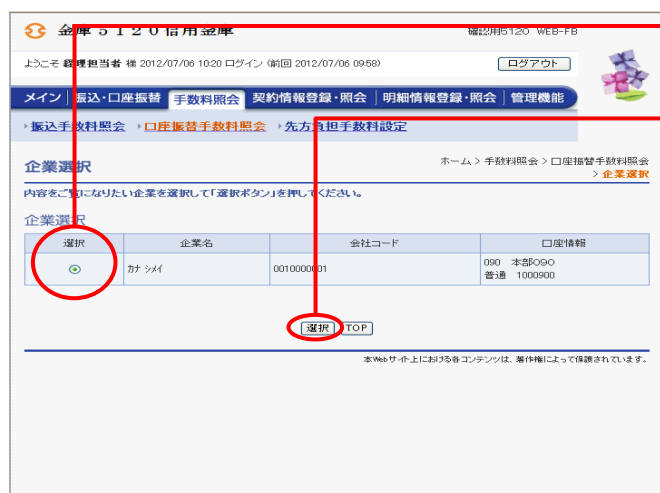 金庫５１２０信用金庫
確認用5120 WEB-FB
ようこそ 経理担当者 様 2012/07/06 10:20 ログイン (前回 2012/07/06 09:58)
ログアウト
メイン 振込・口座振替 手数料照会 契約情報登録・照会 明細情報登録・照会 管理機能
振込手数料照会 口座振替手数料照会 先方負担手数料設定
企業選択
ホーム > 手数料照会 > 口座振替手数料照会
> 企業選択
内容をご覧になりたい企業を選択して「選択ボタン」を押してください。
企業選択
選択 企業名 会社コード 口座情報
カナ シメイ 0010000001 090 本部090
普通 1000900
選択 TOP
本Webサイト上における各コンテンツは、著作権によって保護されています。